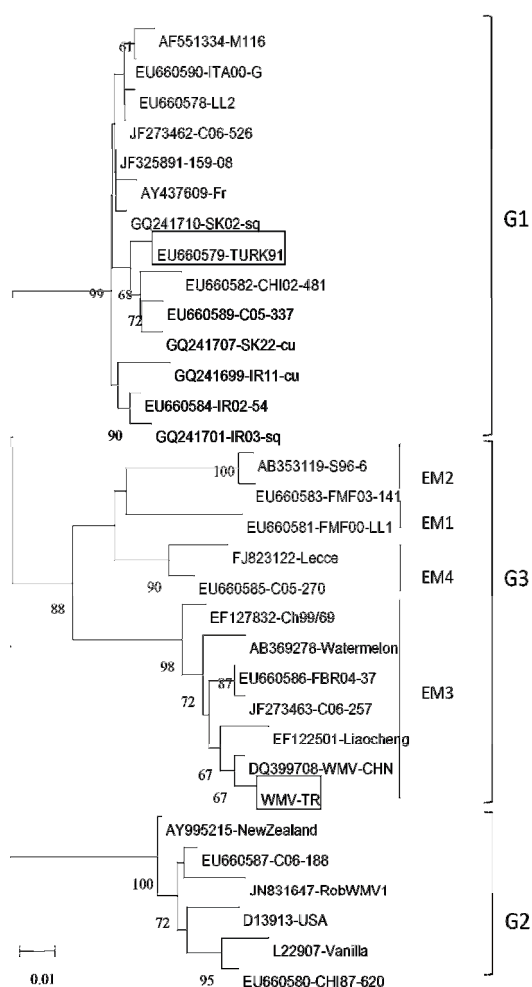 61
AF551334-M116
EU660590-ITA00-G
EU660578-LL2
JF273462-C06-526
JF325891-159-08
AY437609-Fr
GQ241710-SK02-sq
G1
EU660579-TURK91
EU660582-CHI02-481
99
68
EU660589-C05-337
72
GQ241707-SK22-cu
GQ241699-IR11-cu
EU660584-IR02-54
90
GQ241701-IR03-sq
100
AB353119-S96-6
EM2
EU660583-FMF03-141
EU660581-FMF00-LL1
EM1
FJ823122-Lecce
EM4
G3
90
EU660585-C05-270
88
EF127832-Ch99/69
98
AB369278-Watermelon
87
EU660586-FBR04-37
EM3
72
JF273463-C06-257
EF122501-Liaocheng
67
DQ399708-WMV-CHN
67
WMV-TR
AY995215-NewZealand
EU660587-C06-188
100
JN831647-RobWMV1
72
D13913-USA
G2
L22907-Vanilla
0.01
95
EU660580-CHI87-620